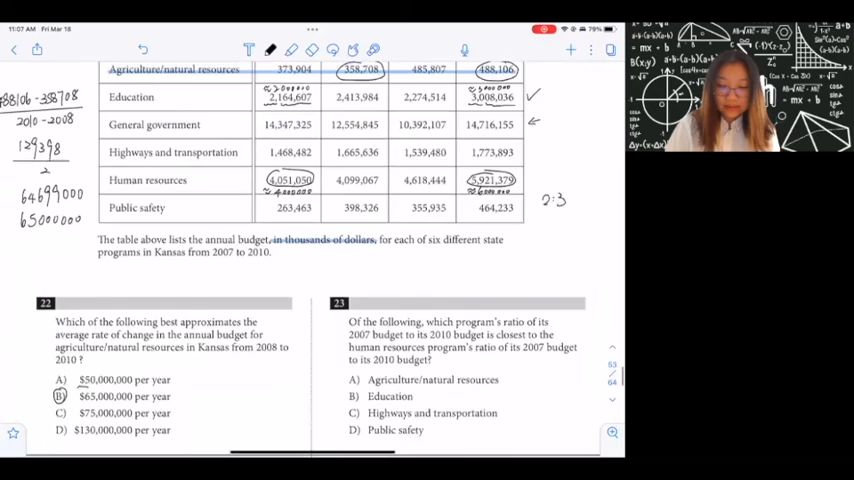 11:07 AM Fri Mar 18
79%
Agriculture/natural resources 373,904 358,708 485,807 488,106
≈2000000 ≈3000000
Education 2,164,607 2,413,984 2,274,514 3,008,036
General government 14,347,325 12,554,845 10,392,107 14,716,155
Highways and transportation 1,468,482 1,665,636 1,539,480 1,773,893
Human resources 4,051,050 4,099,067 4,618,444 5,921,379
≈4000000 ≈6000000
Public safety 263,463 398,326 355,935 464,233
488106-358708
2010-2008
129398
2
64699000
65000000
2:3
The table above lists the annual budget, in thousands of dollars, for each of six different state
programs in Kansas from 2007 to 2010.
22
Which of the following best approximates the
average rate of change in the annual budget for
agriculture/natural resources in Kansas from 2008 to
2010 ?
A) $50,000,000 per year
B) $65,000,000 per year
C) $75,000,000 per year
D) $130,000,000 per year
23
Of the following, which program's ratio of its
2007 budget to its 2010 budget is closest to the
human resources program's ratio of its 2007 budget
to its 2010 budget?
A) Agriculture/natural resources
B) Education
C) Highways and transportation
D) Public safety
53
64
= mx + b
B(x;y)